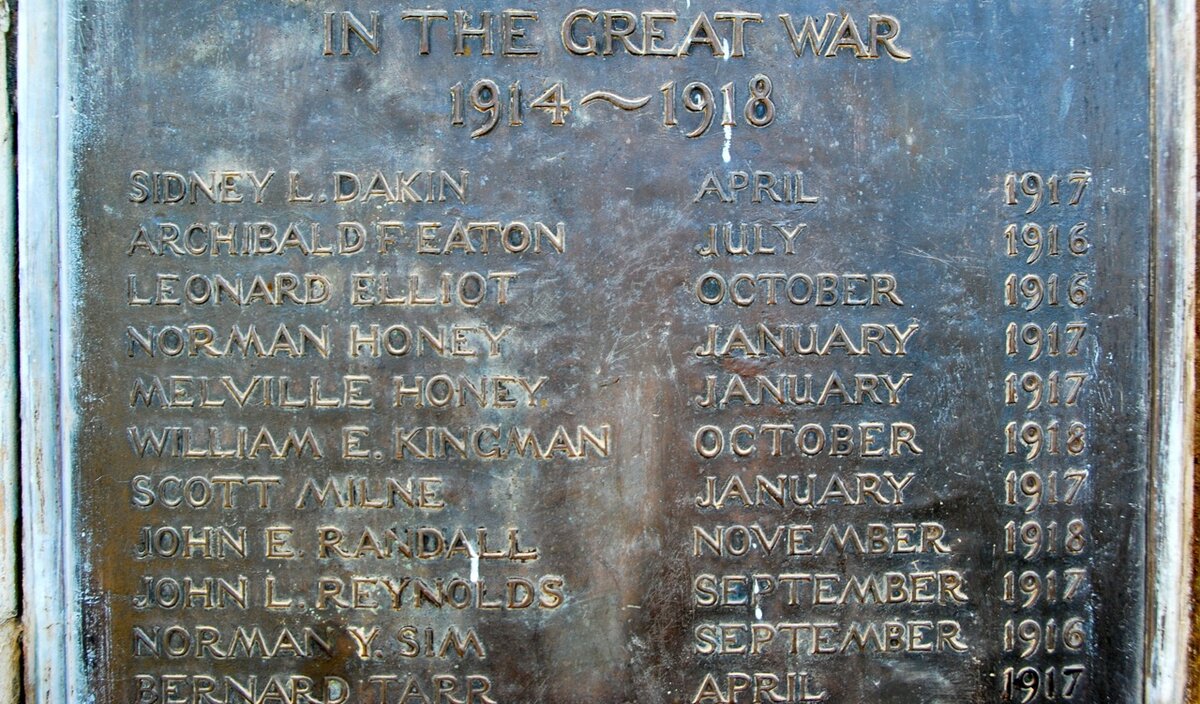 IN THE GREAT WAR
1914~1918
SIDNEY L. DAKIN APRIL 1917
ARCHIBALD F EATON JULY 1916
LEONARD ELLIOT OCTOBER 1916
NORMAN HONEY JANUARY 1917
MELVILLE HONEY JANUARY 1917
WILLIAM E. KINGMAN OCTOBER 1918
SCOTT MILNE JANUARY 1917
JOHN E. RANDALL NOVEMBER 1918
JOHN L. REYNOLDS SEPTEMBER 1917
NORMAN Y. SIM SEPTEMBER 1916
BERNARD TARR APRIL 1917